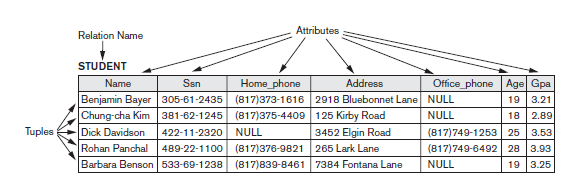 Relation Name
Attributes
STUDENT
Name Ssn Home_phone Address Office_phone Age Gpa
Benjamin Bayer 305-61-2435 (817)373-1616 2918 Bluebonnet Lane NULL 19 3.21
Chung-cha Kim 381-62-1245 (817)375-4409 125 Kirby Road NULL 18 2.89
Tuples Dick Davidson 422-11-2320 NULL 3452 Elgin Road (817)749-1253 25 3.53
Rohan Panchal 489-22-1100 (817)376-9821 265 Lark Lane (817)749-6492 28 3.93
Barbara Benson 533-69-1238 (817)839-8461 7384 Fontana Lane NULL 19 3.25